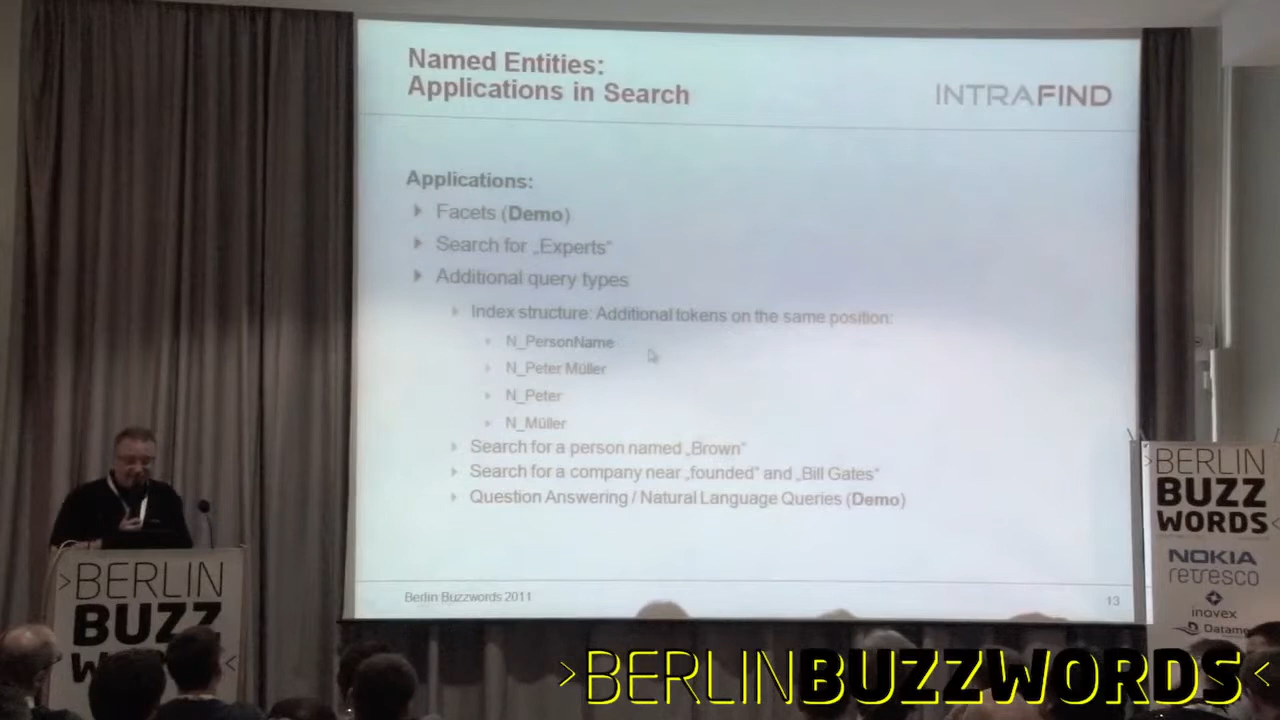 Named Entities:
Applications in Search
INTRAFIND
Applications:
Facets (Demo)
Search for „Experts“
Additional query types
Index structure: Additional tokens on the same position:
N_PersonName
N_Peter Müller
N_Peter
N_Müller
Search for a person named „Brown“
Search for a company near „founded“ and „Bill Gates“
Question Answering / Natural Language Queries (Demo)
Berlin Buzzwords 2011
13
>BERLIN
BUZZ
BERLIN
BUZZ
WORDS
NOKIA
retresco
inovex
>BERLINBUZZWORDS<